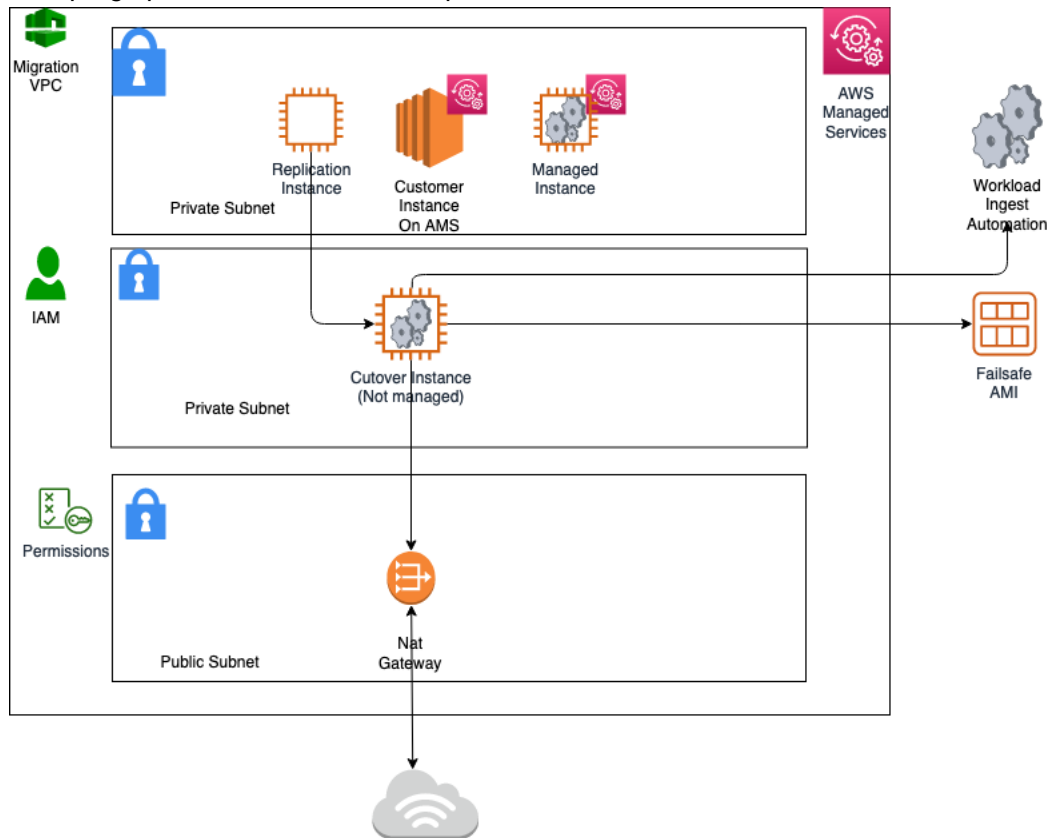 Migration
VPC
AWS
Managed
Services
Replication
Instance
Customer
Instance
On AMS
Managed
Instance
Private Subnet
Workload
Ingest
Automation
IAM
Cutover Instance
(Not managed)
Private Subnet
Failsafe
AMI
Permissions
Nat
Gateway
Public Subnet